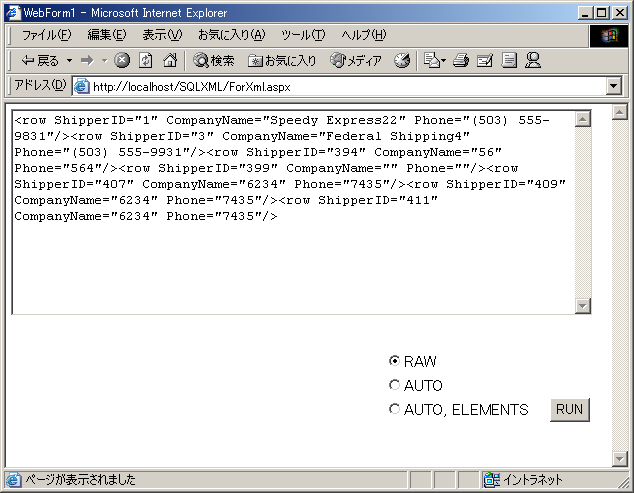 WebForm1 - Microsoft Internet Explorer
ファイル(F) 編集(E) 表示(V) お気に入り(A) ツール(T) ヘルプ(H)
戻る 検索 お気に入り メディア
アドレス(D) http://localhost/SQLXML/ForXml.aspx
<row ShipperID="1" CompanyName="Speedy Express22" Phone="(503) 555-
9831"/><row ShipperID="3" CompanyName="Federal Shipping4"
Phone="(503) 555-9931"/><row ShipperID="394" CompanyName="56"
Phone="564"/><row ShipperID="399" CompanyName="" Phone=""/><row
ShipperID="407" CompanyName="6234" Phone="7435"/><row ShipperID="409"
CompanyName="6234" Phone="7435"/><row ShipperID="411"
CompanyName="6234" Phone="7435"/>
RAW
AUTO
AUTO, ELEMENTS RUN
ページが表示されました イントラネット